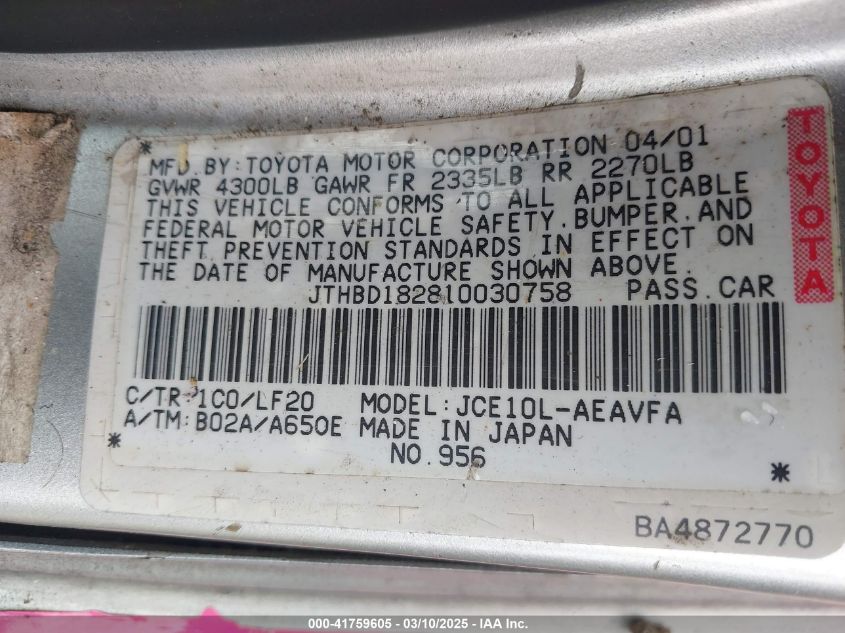 MFD. BY: TOYOTA MOTOR CORPORATION 04/01
GVWR 4300LB GAWR FR 2335LB RR 2270LB
THIS VEHICLE CONFORMS TO ALL APPLICABLE
FEDERAL MOTOR VEHICLE SAFETY, BUMPER, AND
THEFT PREVENTION STANDARDS IN EFFECT ON
THE DATE OF MANUFACTURE SHOWN ABOVE.
JTHBD182810030758 PASS. CAR
C/TR: 1C0/LF20 MODEL: JCE10L-AEAVFA
A/TM: B02A/A650E MADE IN JAPAN
NO. 956
TOYOTA
BA4872770
000-41759605 - 03/10/2025 - IAA Inc.